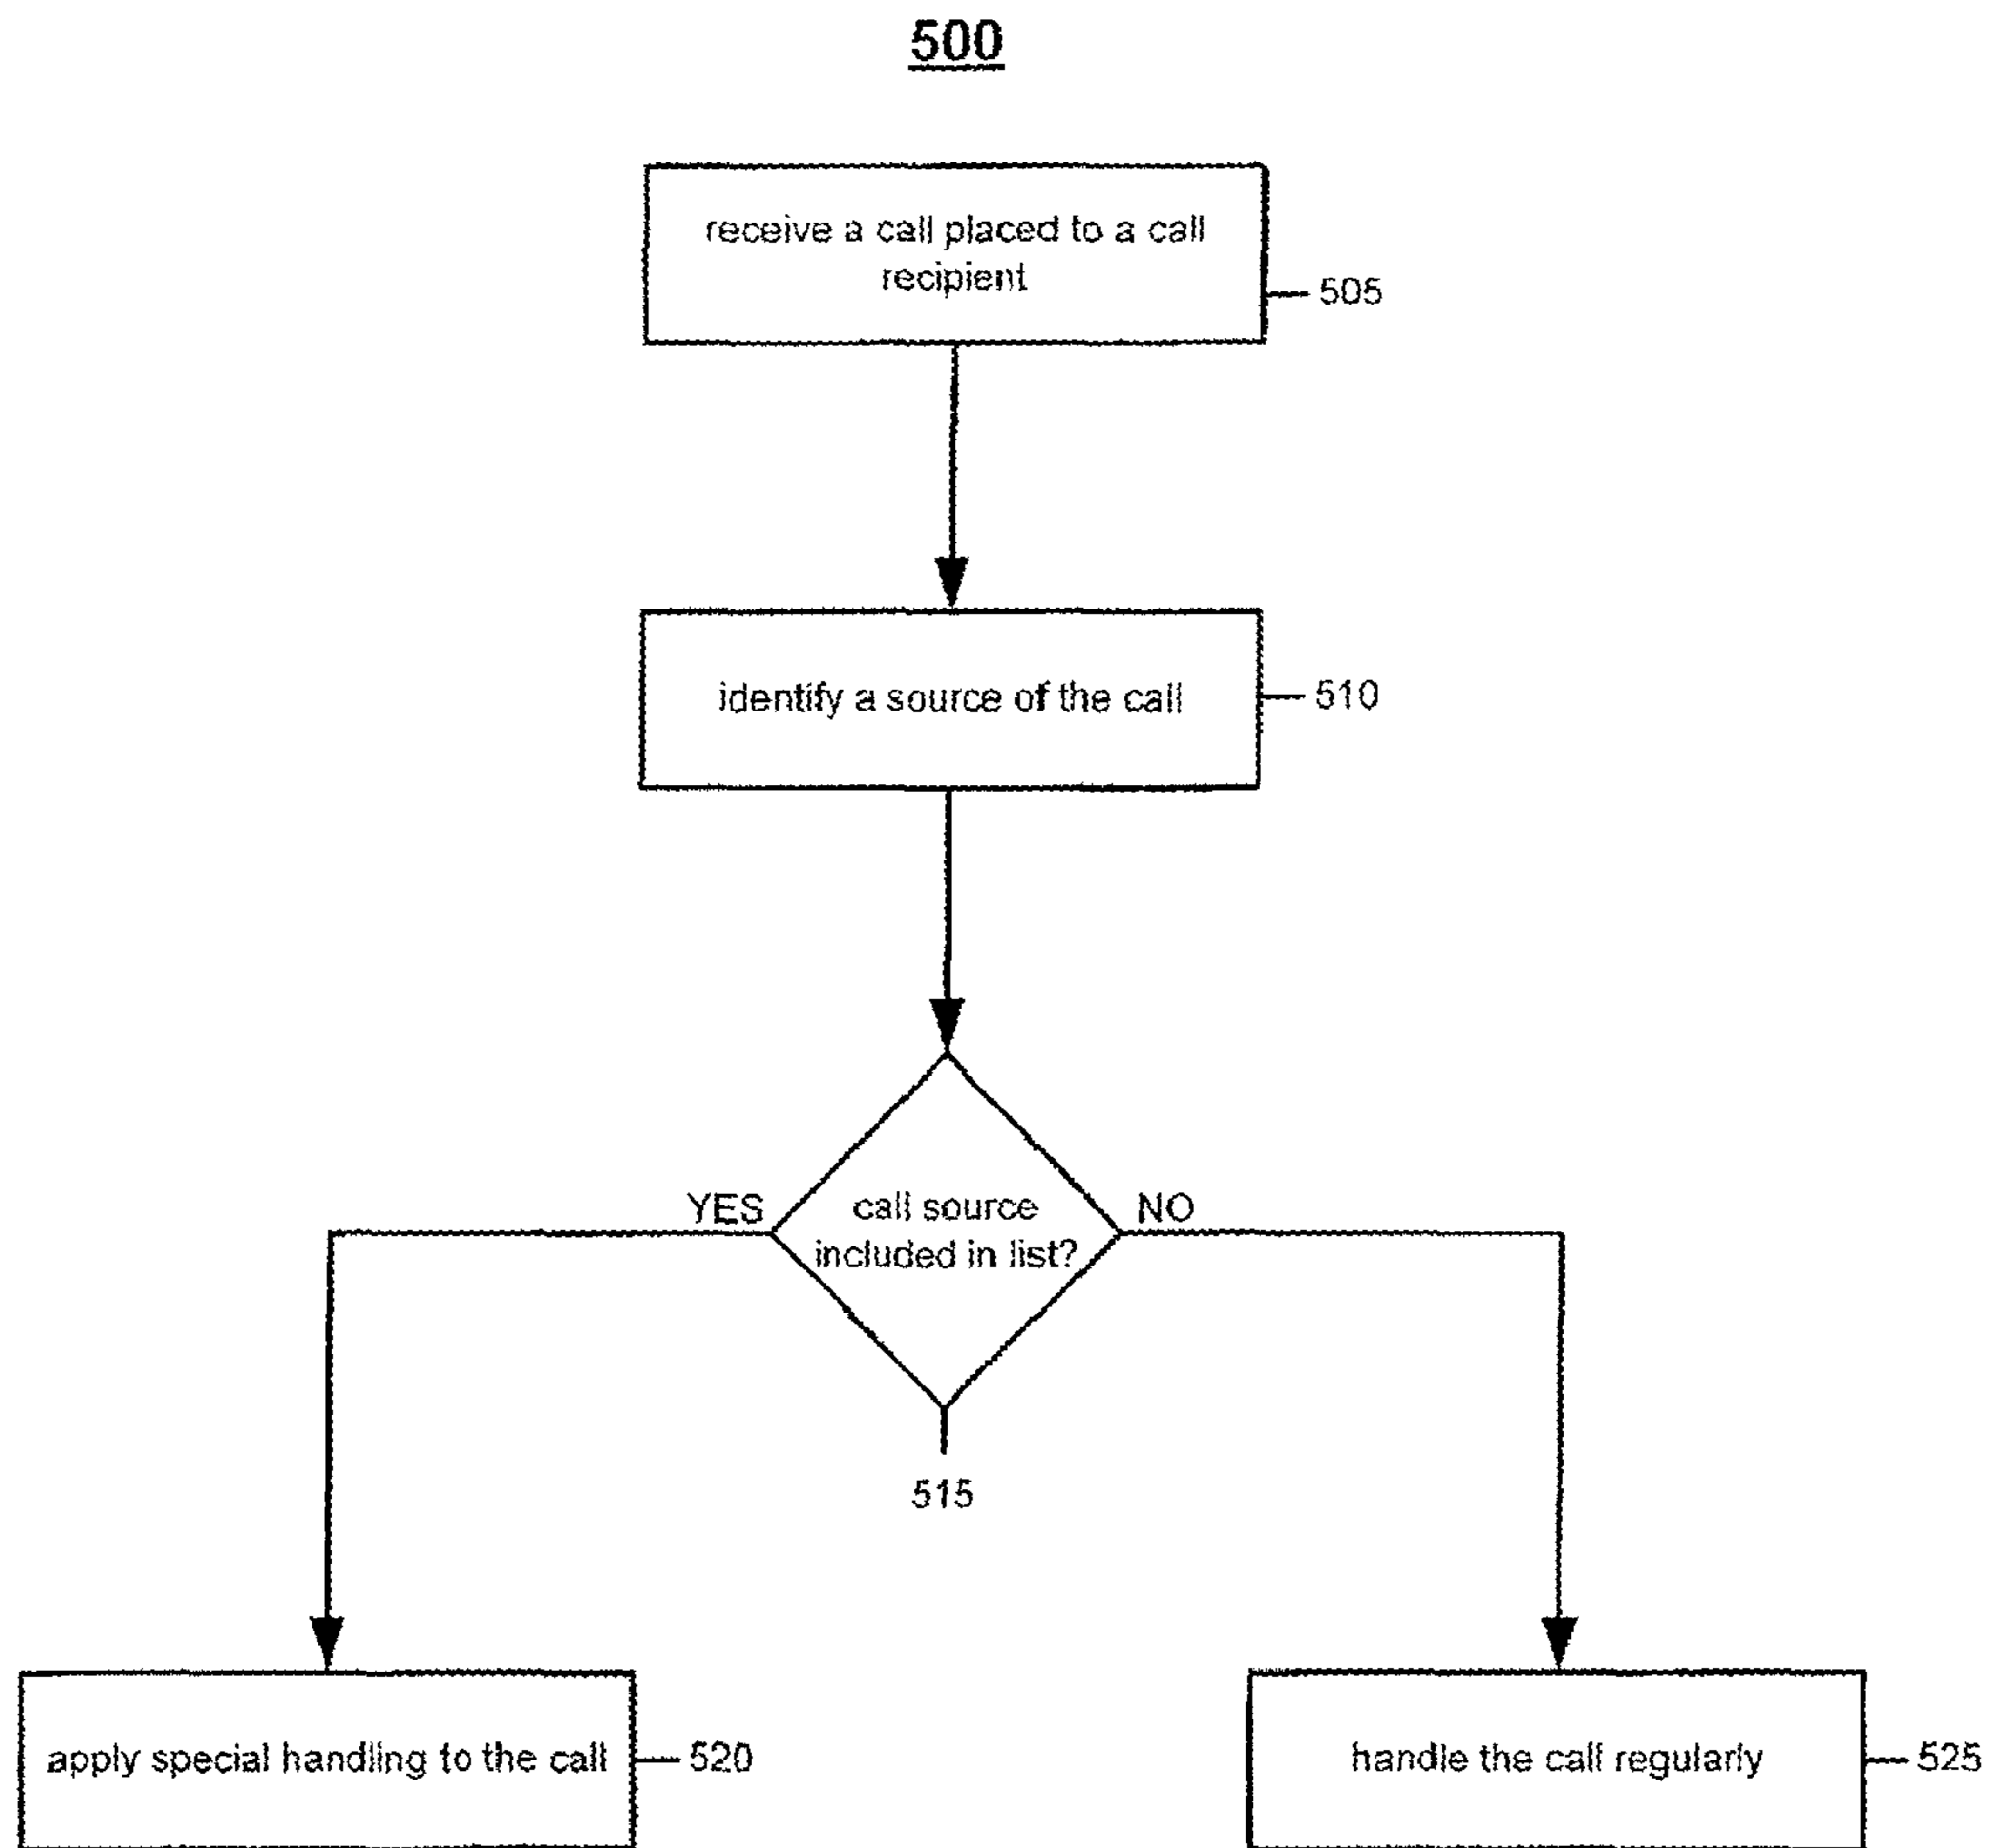 500
receive a call placed to a call
recipient
505
identify a source of the call
510
YES
call source
included in list?
NO
515
apply special handling to the call
520
handle the call regularly
525